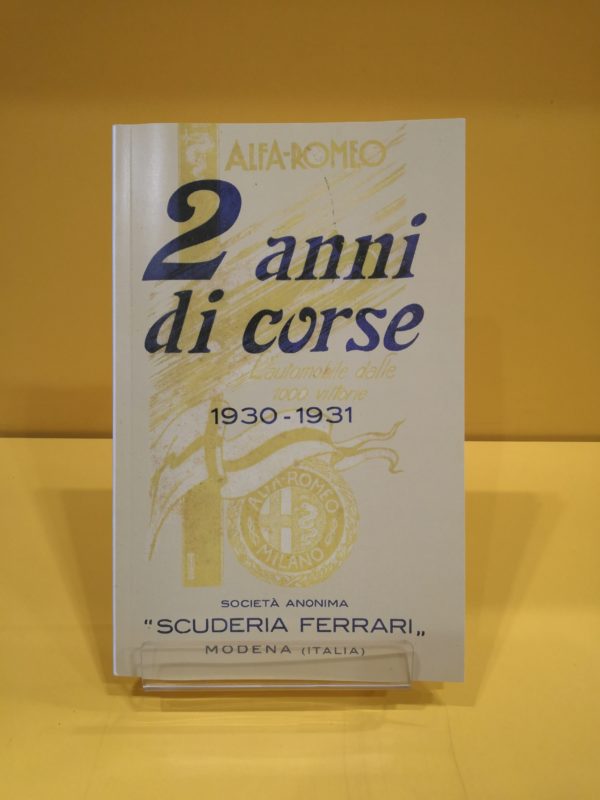 ALFA-ROMEO
2 anni
di corse
L'automobile delle
1000 vittorie
1930-1931
ALFA-ROMEO
MILANO
SOCIETÀ ANONIMA
"SCUDERIA FERRARI„
MODENA (ITALIA)